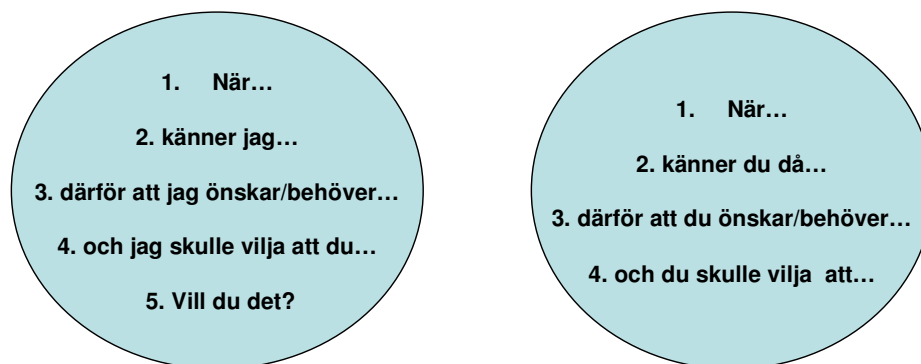 1. När…
2. känner jag…
3. därför att jag önskar/behöver…
4. och jag skulle vilja att du…
5. Vill du det?
1. När…
2. känner du då…
3. därför att du önskar/behöver…
4. och du skulle vilja att…